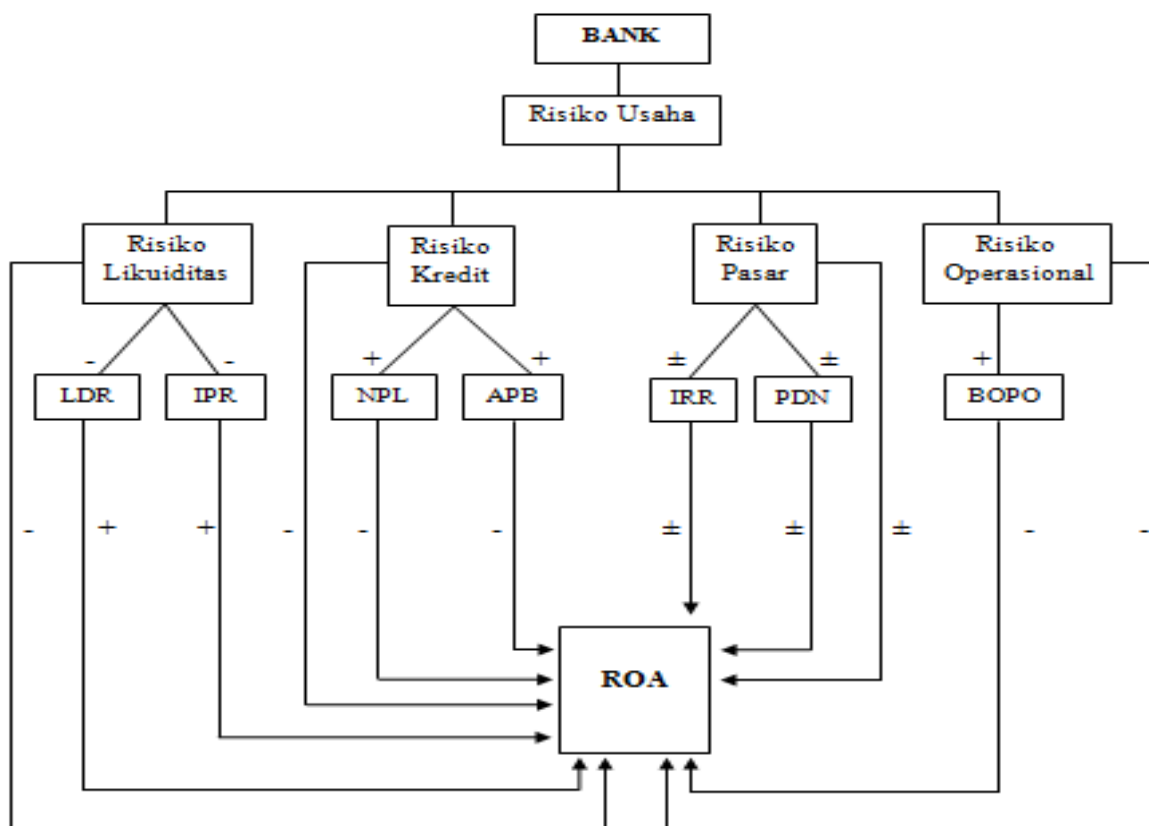 BANK
Risiko Usaha
Risiko
Likuiditas
Risiko
Kredit
Risiko
Pasar
Risiko
Operasional
- - + + ± ± +
LDR IPR NPL APB IRR PDN BOPO
- + + - - - ± ± ± - -
ROA